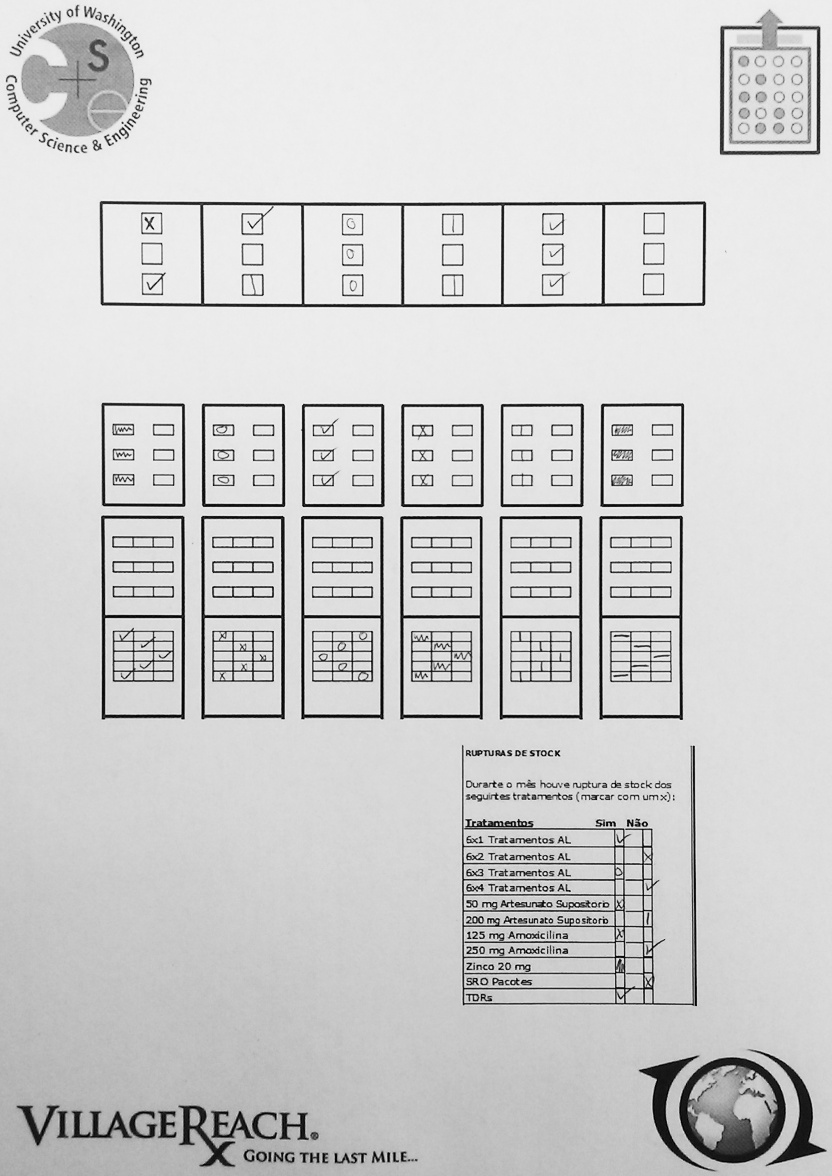 University of Washington
Computer Science & Engineering
CSe
RUPTURAS DE STOCK
Durante o mês houve ruptura de stock dos
seguintes tratamentos (marcar com um x):
Tratamentos Sim Não
6x1 Tratamentos AL
6x2 Tratamentos AL
6x3 Tratamentos AL
6x4 Tratamentos AL
50 mg Artesunato Supositorio
200 mg Artesunato Supositorio
125 mg Amoxicilina
250 mg Amoxicilina
Zinco 20 mg
SRO Pacotes
TDRs
VILLAGEREACH®
GOING THE LAST MILE...